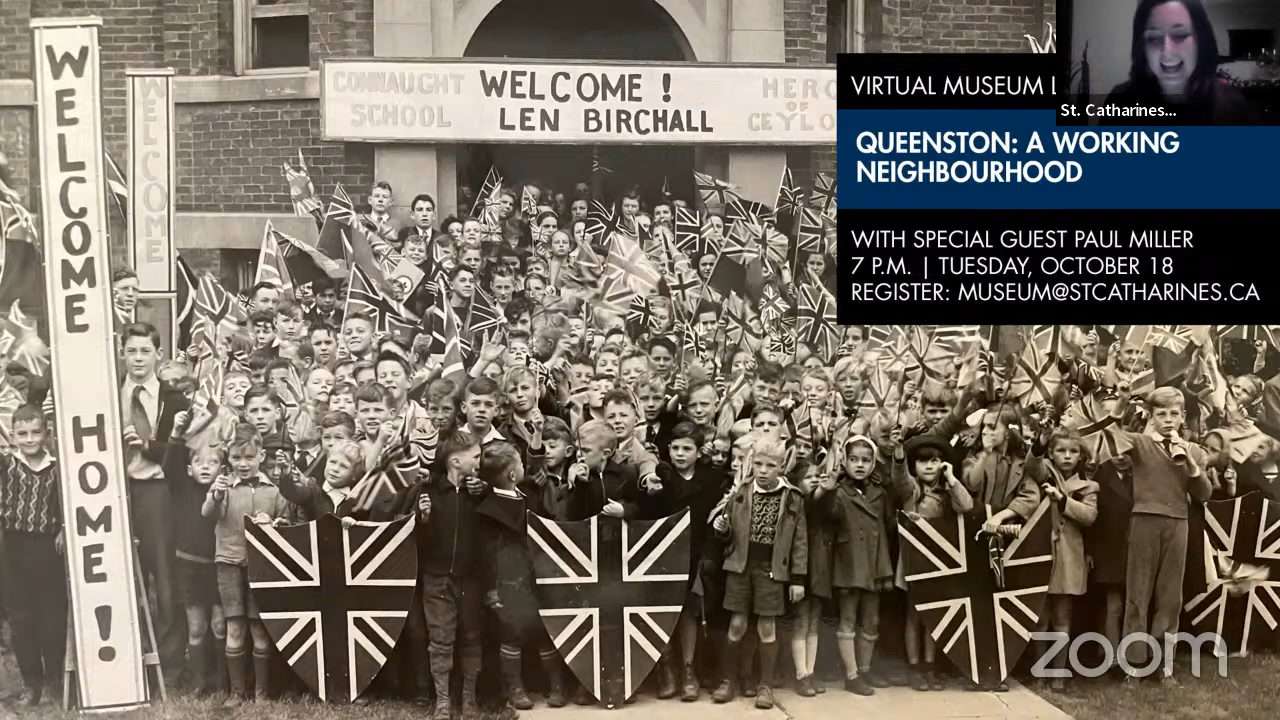 WELCOME
HOME !
WELCOME
CONNAUGHT
SCHOOL
WELCOME !
LEN BIRCHALL
HERO
OF
CEYLO
VIRTUAL MUSEUM L
St. Catharines...
QUEENSTON: A WORKING
NEIGHBOURHOOD
WITH SPECIAL GUEST PAUL MILLER
7 P.M. | TUESDAY, OCTOBER 18
REGISTER: MUSEUM@STCATHARINES.CA
zoom